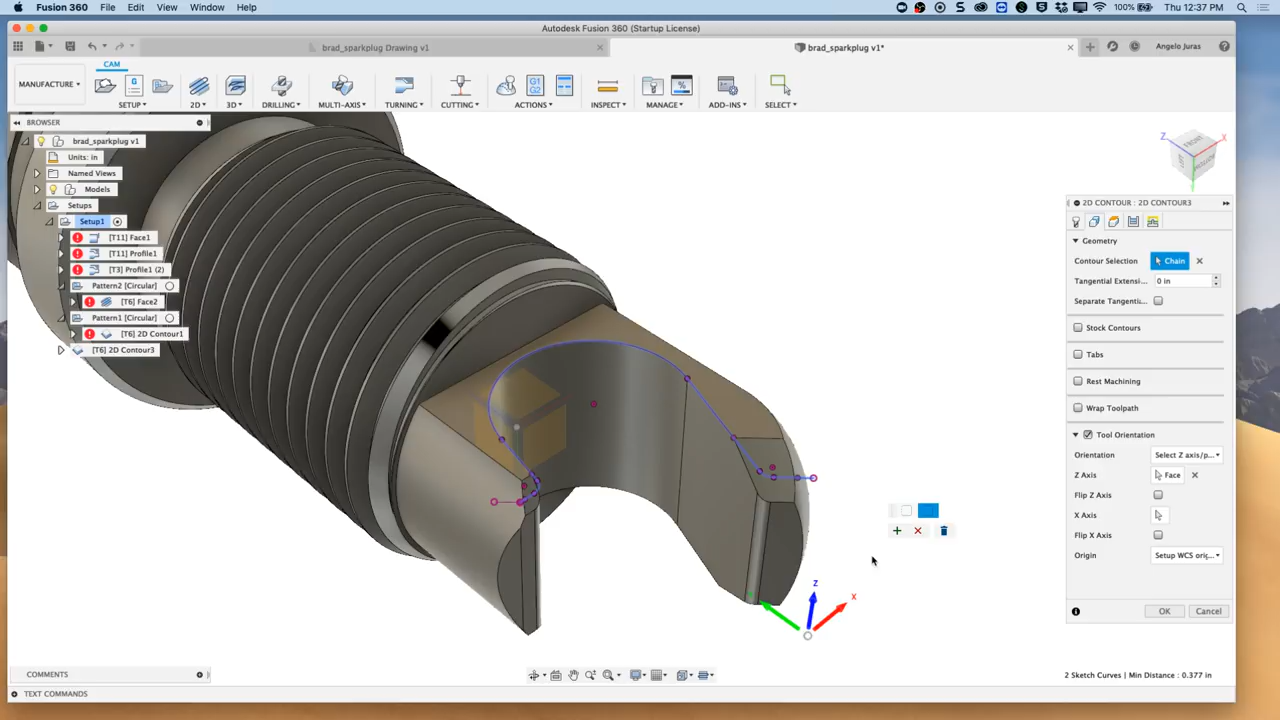 Fusion 360 File Edit View Window Help 100% Thu 12:37 PM Angelo Juras
Autodesk Fusion 360 (Startup License)
brad_sparkplug Drawing v1 brad_sparkplug v1* Angelo Juras
CAM
MANUFACTURE
SETUP 2D 3D DRILLING MULTI-AXIS TURNING CUTTING ACTIONS INSPECT MANAGE ADD-INS SELECT
G1
G2
BROWSER
brad_sparkplug v1
Units: in
Named Views
Models
Setups
Setup1
[T11] Face1
[T11] Profile1
[T3] Profile1 (2)
Pattern2 [Circular]
[T6] Face2
Pattern1 [Circular]
[T6] 2D Contour1
[T6] 2D Contour3
Z X
Z
X
2D CONTOUR : 2D CONTOUR3
Geometry
Contour Selection Chain
Tangential Extensi... 0 in
Separate Tangenti...
Stock Contours
Tabs
Rest Machining
Wrap Toolpath
Tool Orientation
Orientation Select Z axis/p...
Z Axis Face
Flip Z Axis
X Axis
Flip X Axis
Origin Setup WCS orig...
OK Cancel
COMMENTS
2 Sketch Curves | Min Distance : 0.377 in
TEXT COMMANDS